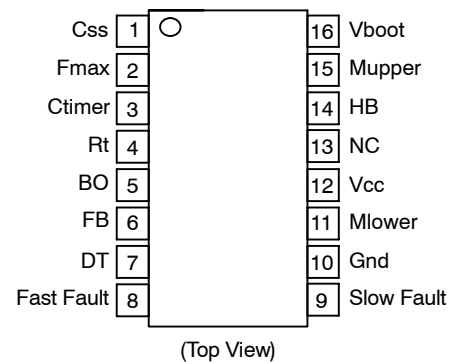 Css 1 16 Vboot
Fmax 2 15 Mupper
Ctimer 3 14 HB
Rt 4 13 NC
BO 5 12 Vcc
FB 6 11 Mlower
DT 7 10 Gnd
Fast Fault 8 9 Slow Fault
(Top View)